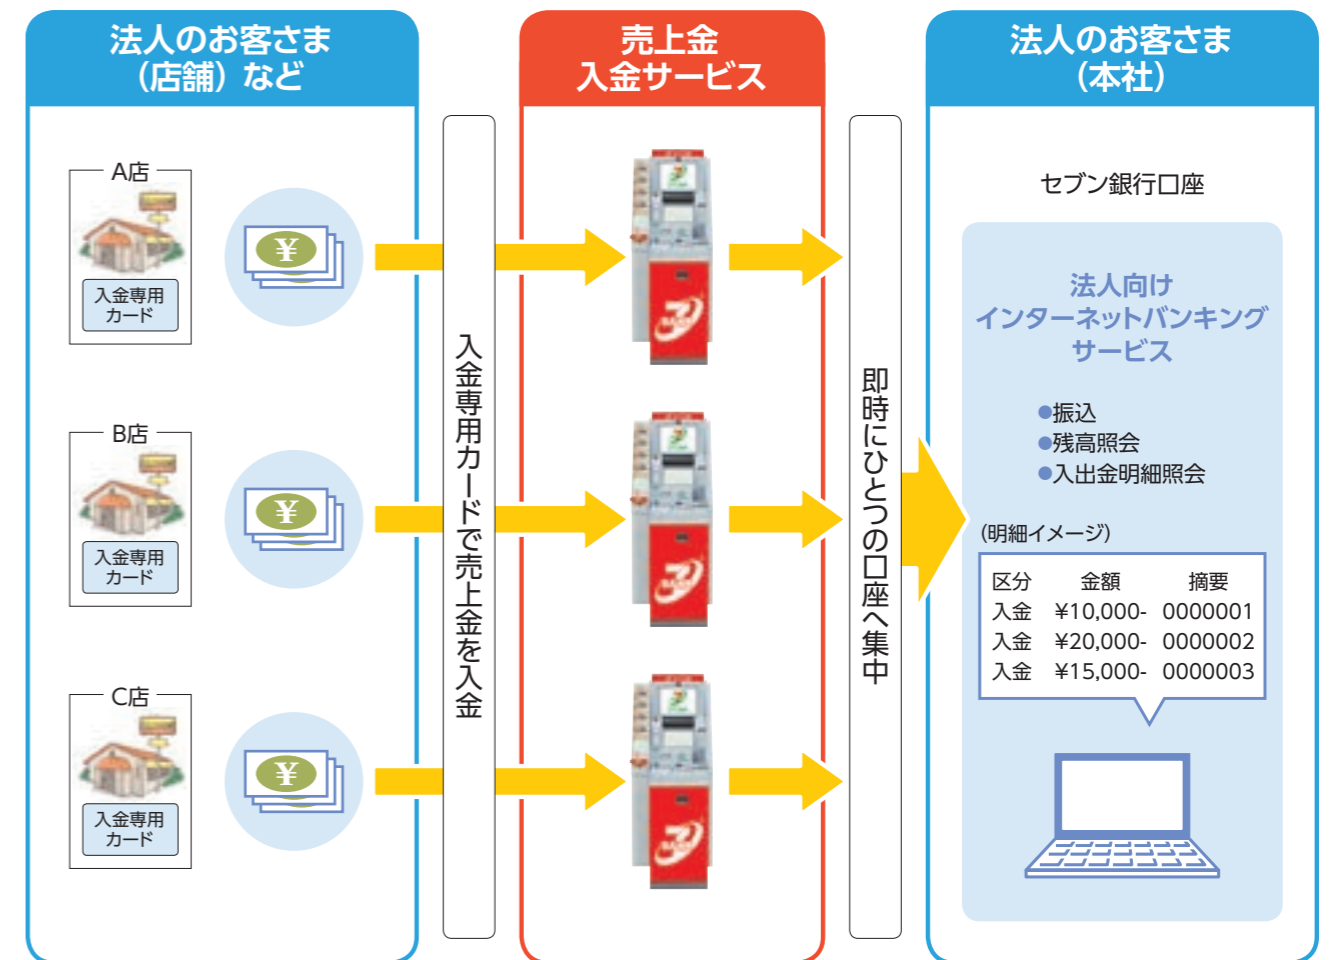 法人のお客さま
（店舗）など
A店
入金専用
カード
¥
B店
入金専用
カード
¥
C店
入金専用
カード
¥
入金専用カードで売上金を入金
売上金
入金サービス
即時にひとつの口座へ集中
法人のお客さま
（本社）
セブン銀行口座
法人向け
インターネットバンキング
サービス
●振込
●残高照会
●入出金明細照会
（明細イメージ）
区分 金額 摘要
入金 ¥10,000- 0000001
入金 ¥20,000- 0000002
入金 ¥15,000- 0000003